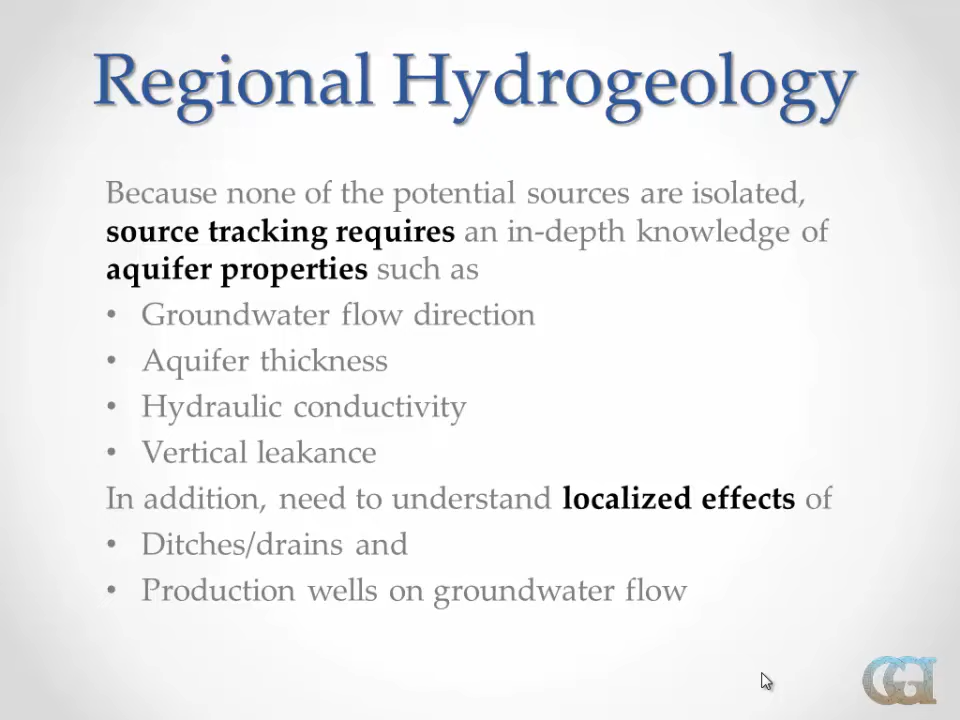 Regional Hydrogeology
Because none of the potential sources are isolated,
source tracking requires an in-depth knowledge of
aquifer properties such as
• Groundwater flow direction
• Aquifer thickness
• Hydraulic conductivity
• Vertical leakance
In addition, need to understand localized effects of
• Ditches/drains and
• Production wells on groundwater flow